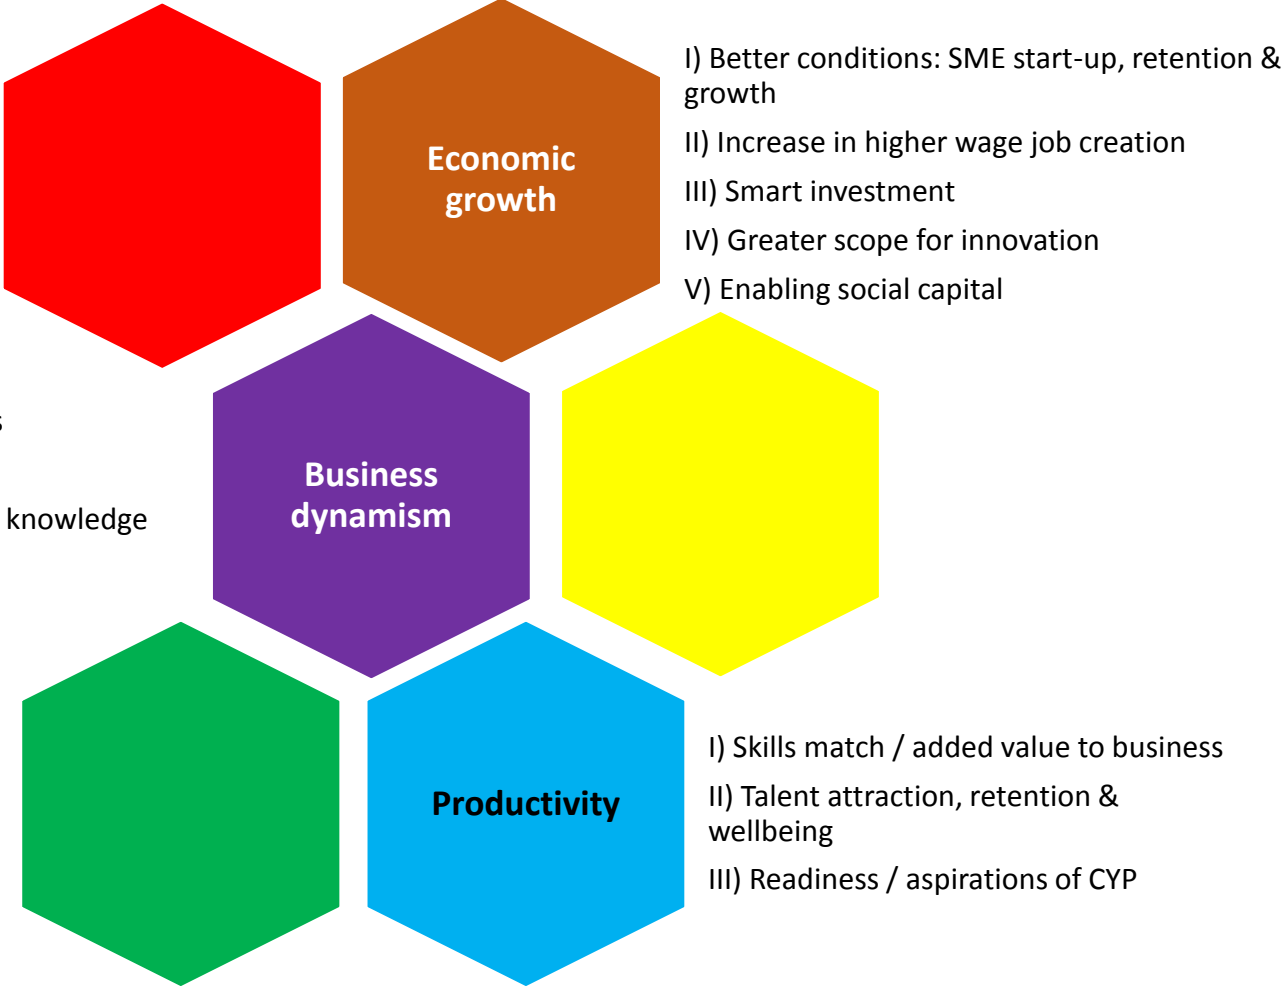 I) Better conditions: SME start-up, retention &
growth
Economic
growth
II) Increase in higher wage job creation
III) Smart investment
IV) Greater scope for innovation
V) Enabling social capital
s
knowledge
Business
dynamism
I) Skills match / added value to business
II) Talent attraction, retention &
wellbeing
Productivity
III) Readiness / aspirations of CYP